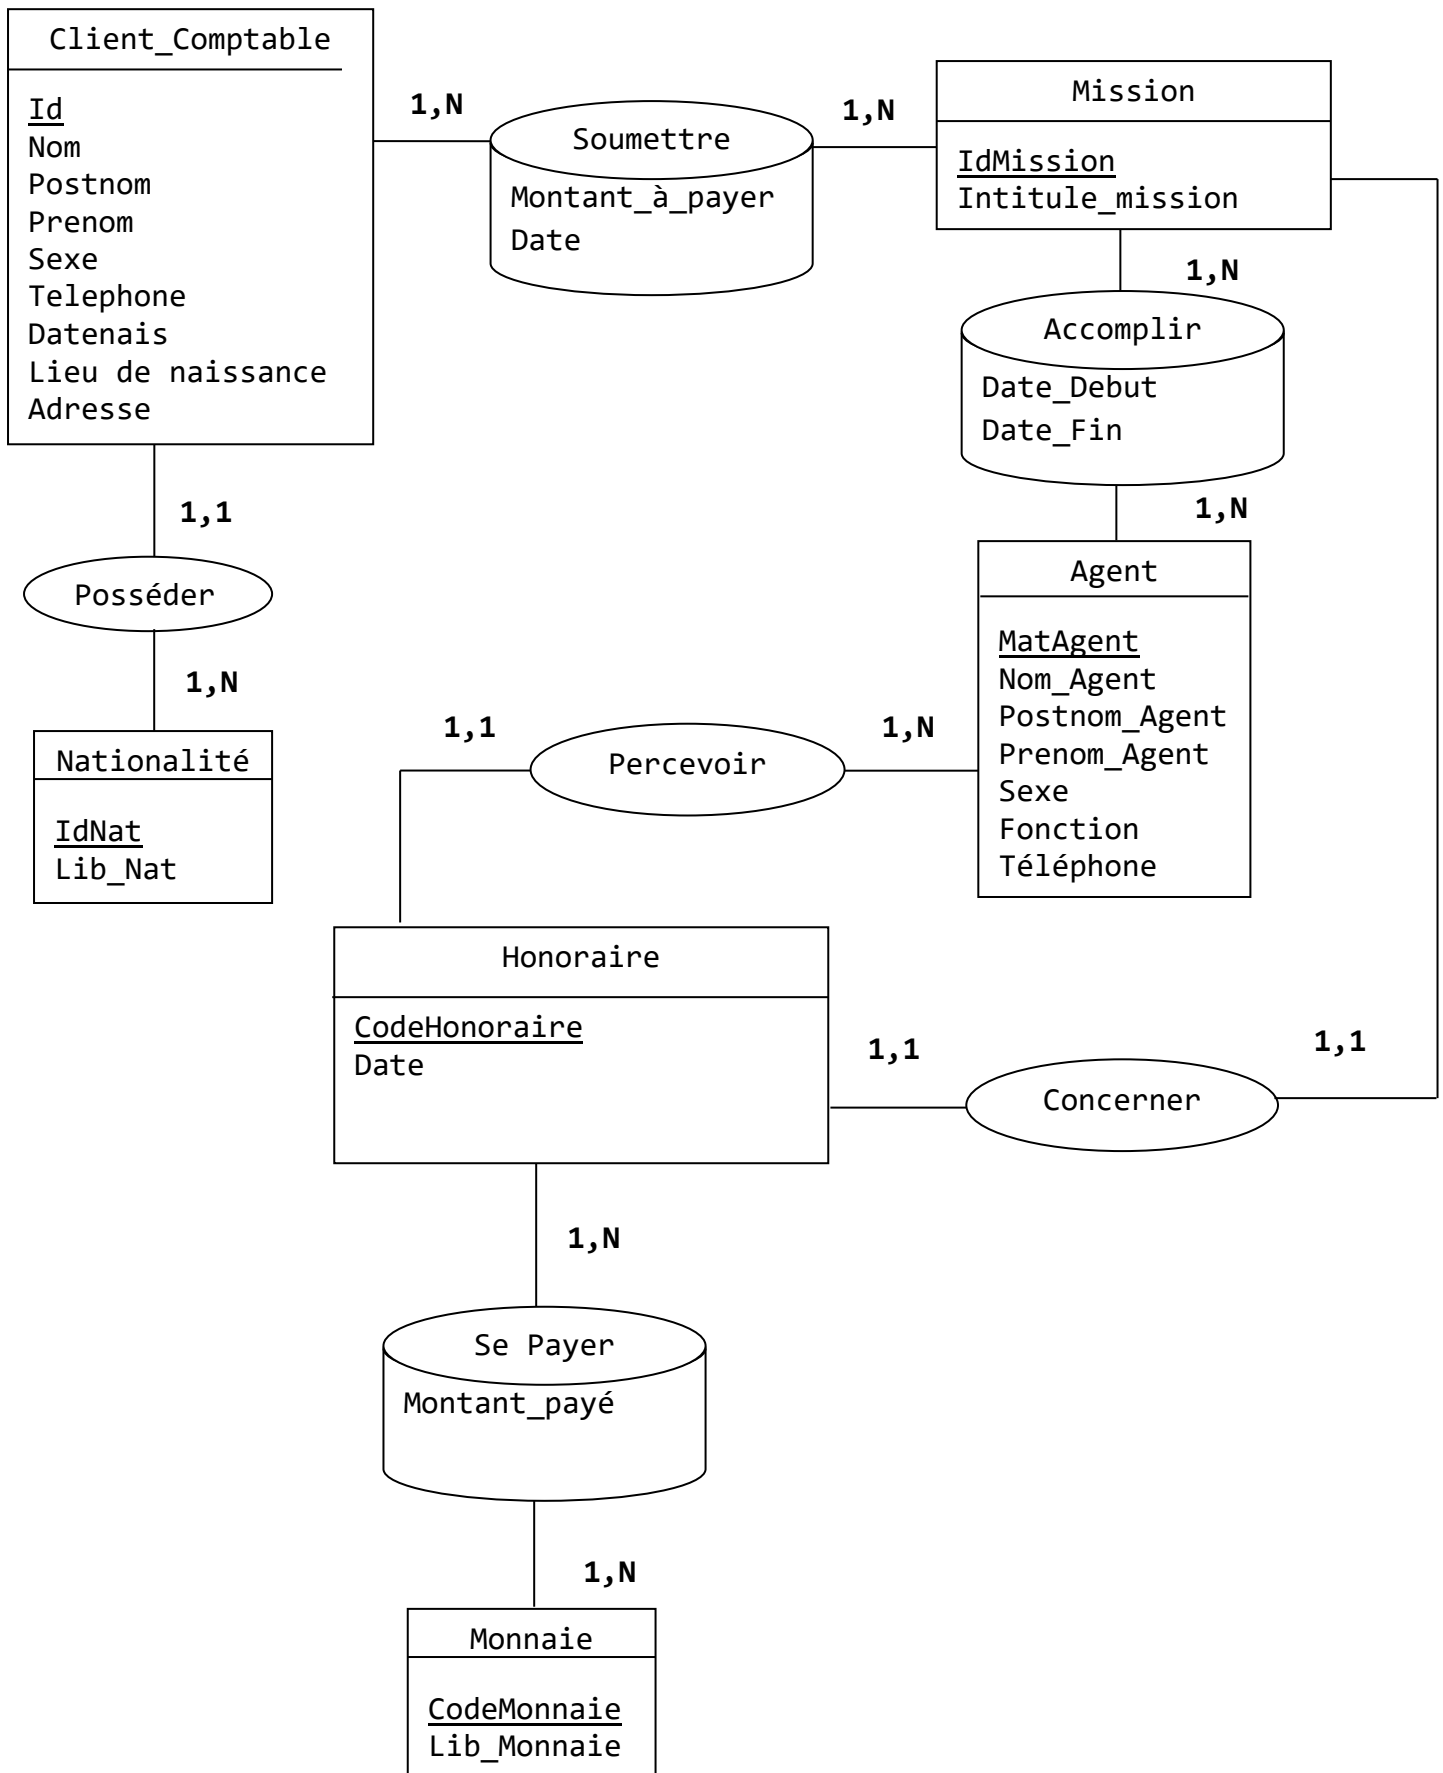 Client_Comptable
Id
Nom
Postnom
Prenom
Sexe
Telephone
Datenais
Lieu de naissance
Adresse
1,N
Soumettre
Montant_à_payer
Date
1,N
Mission
IdMission
Intitule_mission
1,N
Accomplir
Date_Debut
Date_Fin
1,N
1,1
Posséder
1,N
Nationalité
IdNat
Lib_Nat
Agent
MatAgent
Nom_Agent
Postnom_Agent
Prenom_Agent
Sexe
Fonction
Téléphone
1,1
Percevoir
1,N
Honoraire
CodeHonoraire
Date
1,1
Concerner
1,1
1,N
Se Payer
Montant_payé
1,N
Monnaie
CodeMonnaie
Lib_Monnaie